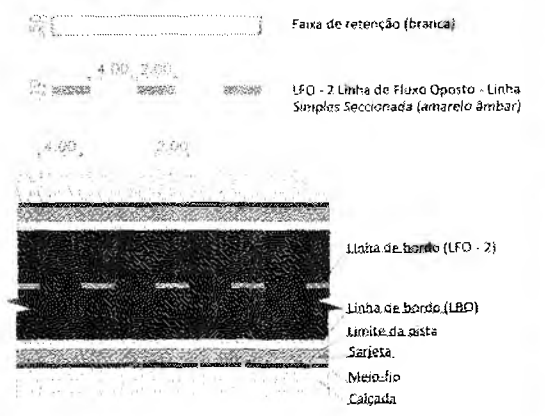 Faixa de retenção (branca)
4.00 2.00
LFO - 2 Linha de Fluxo Oposto - Linha
Simples Seccionada (amarelo âmbar)
4.00 2.00
Linha de bordo (LFO - 2)
Linha de bordo (LBO)
Limite da pista
Sarjeta
Meio-fio
Calçada